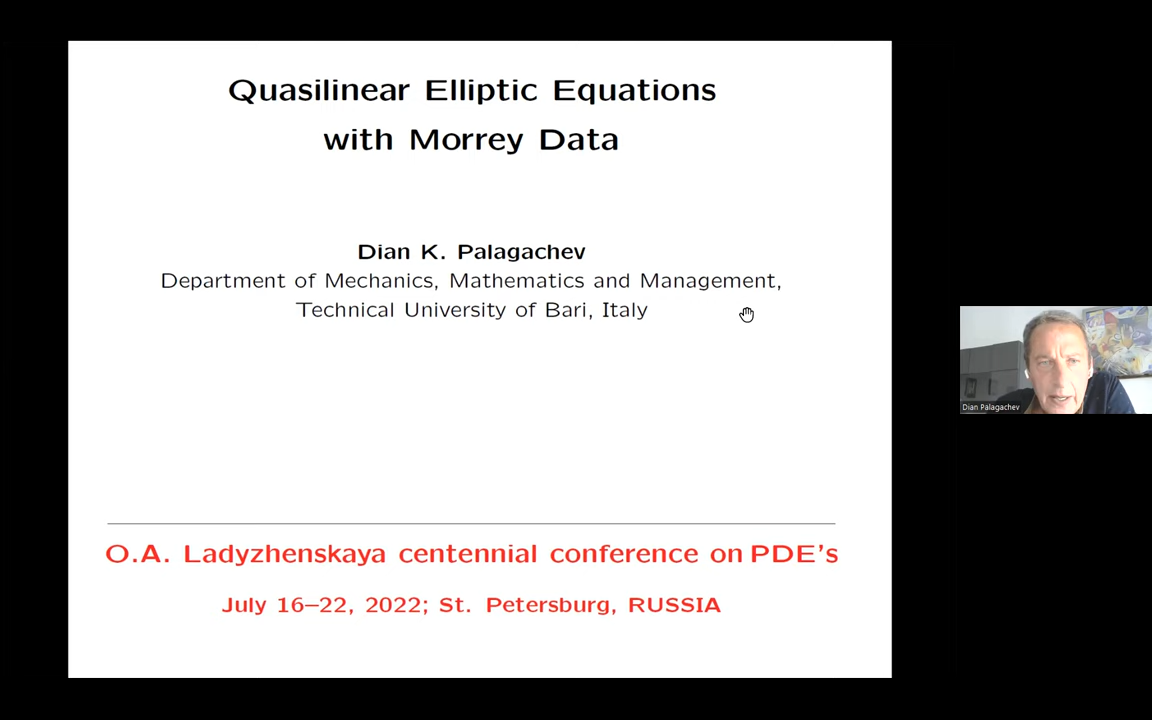 Quasilinear Elliptic Equations
with Morrey Data
Dian K. Palagachev
Department of Mechanics, Mathematics and Management,
Technical University of Bari, Italy
O.A. Ladyzhenskaya centennial conference on PDE's
July 16–22, 2022; St. Petersburg, RUSSIA
Dian Palagachev